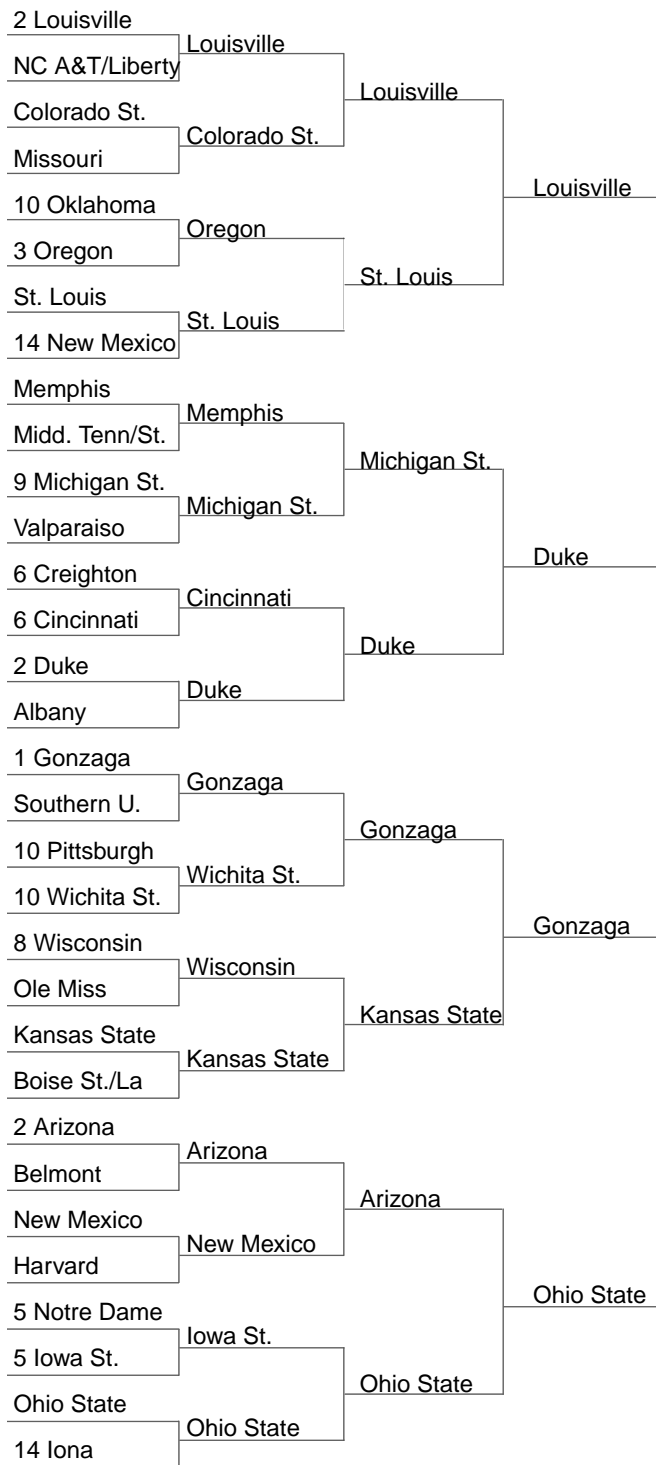 2 Louisville
NC A&T/Liberty
Colorado St.
Missouri
10 Oklahoma
3 Oregon
St. Louis
14 New Mexico
Memphis
Midd. Tenn/St.
9 Michigan St.
Valparaiso
6 Creighton
6 Cincinnati
2 Duke
Albany
1 Gonzaga
Southern U.
10 Pittsburgh
10 Wichita St.
8 Wisconsin
Ole Miss
Kansas State
Boise St./La
2 Arizona
Belmont
New Mexico
Harvard
5 Notre Dame
5 Iowa St.
Ohio State
14 Iona
Louisville
Colorado St.
Oregon
St. Louis
Memphis
Michigan St.
Cincinnati
Duke
Gonzaga
Wichita St.
Wisconsin
Kansas State
Arizona
New Mexico
Iowa St.
Ohio State
Louisville
St. Louis
Michigan St.
Duke
Gonzaga
Kansas State
Arizona
Ohio State
Louisville
Duke
Gonzaga
Ohio State